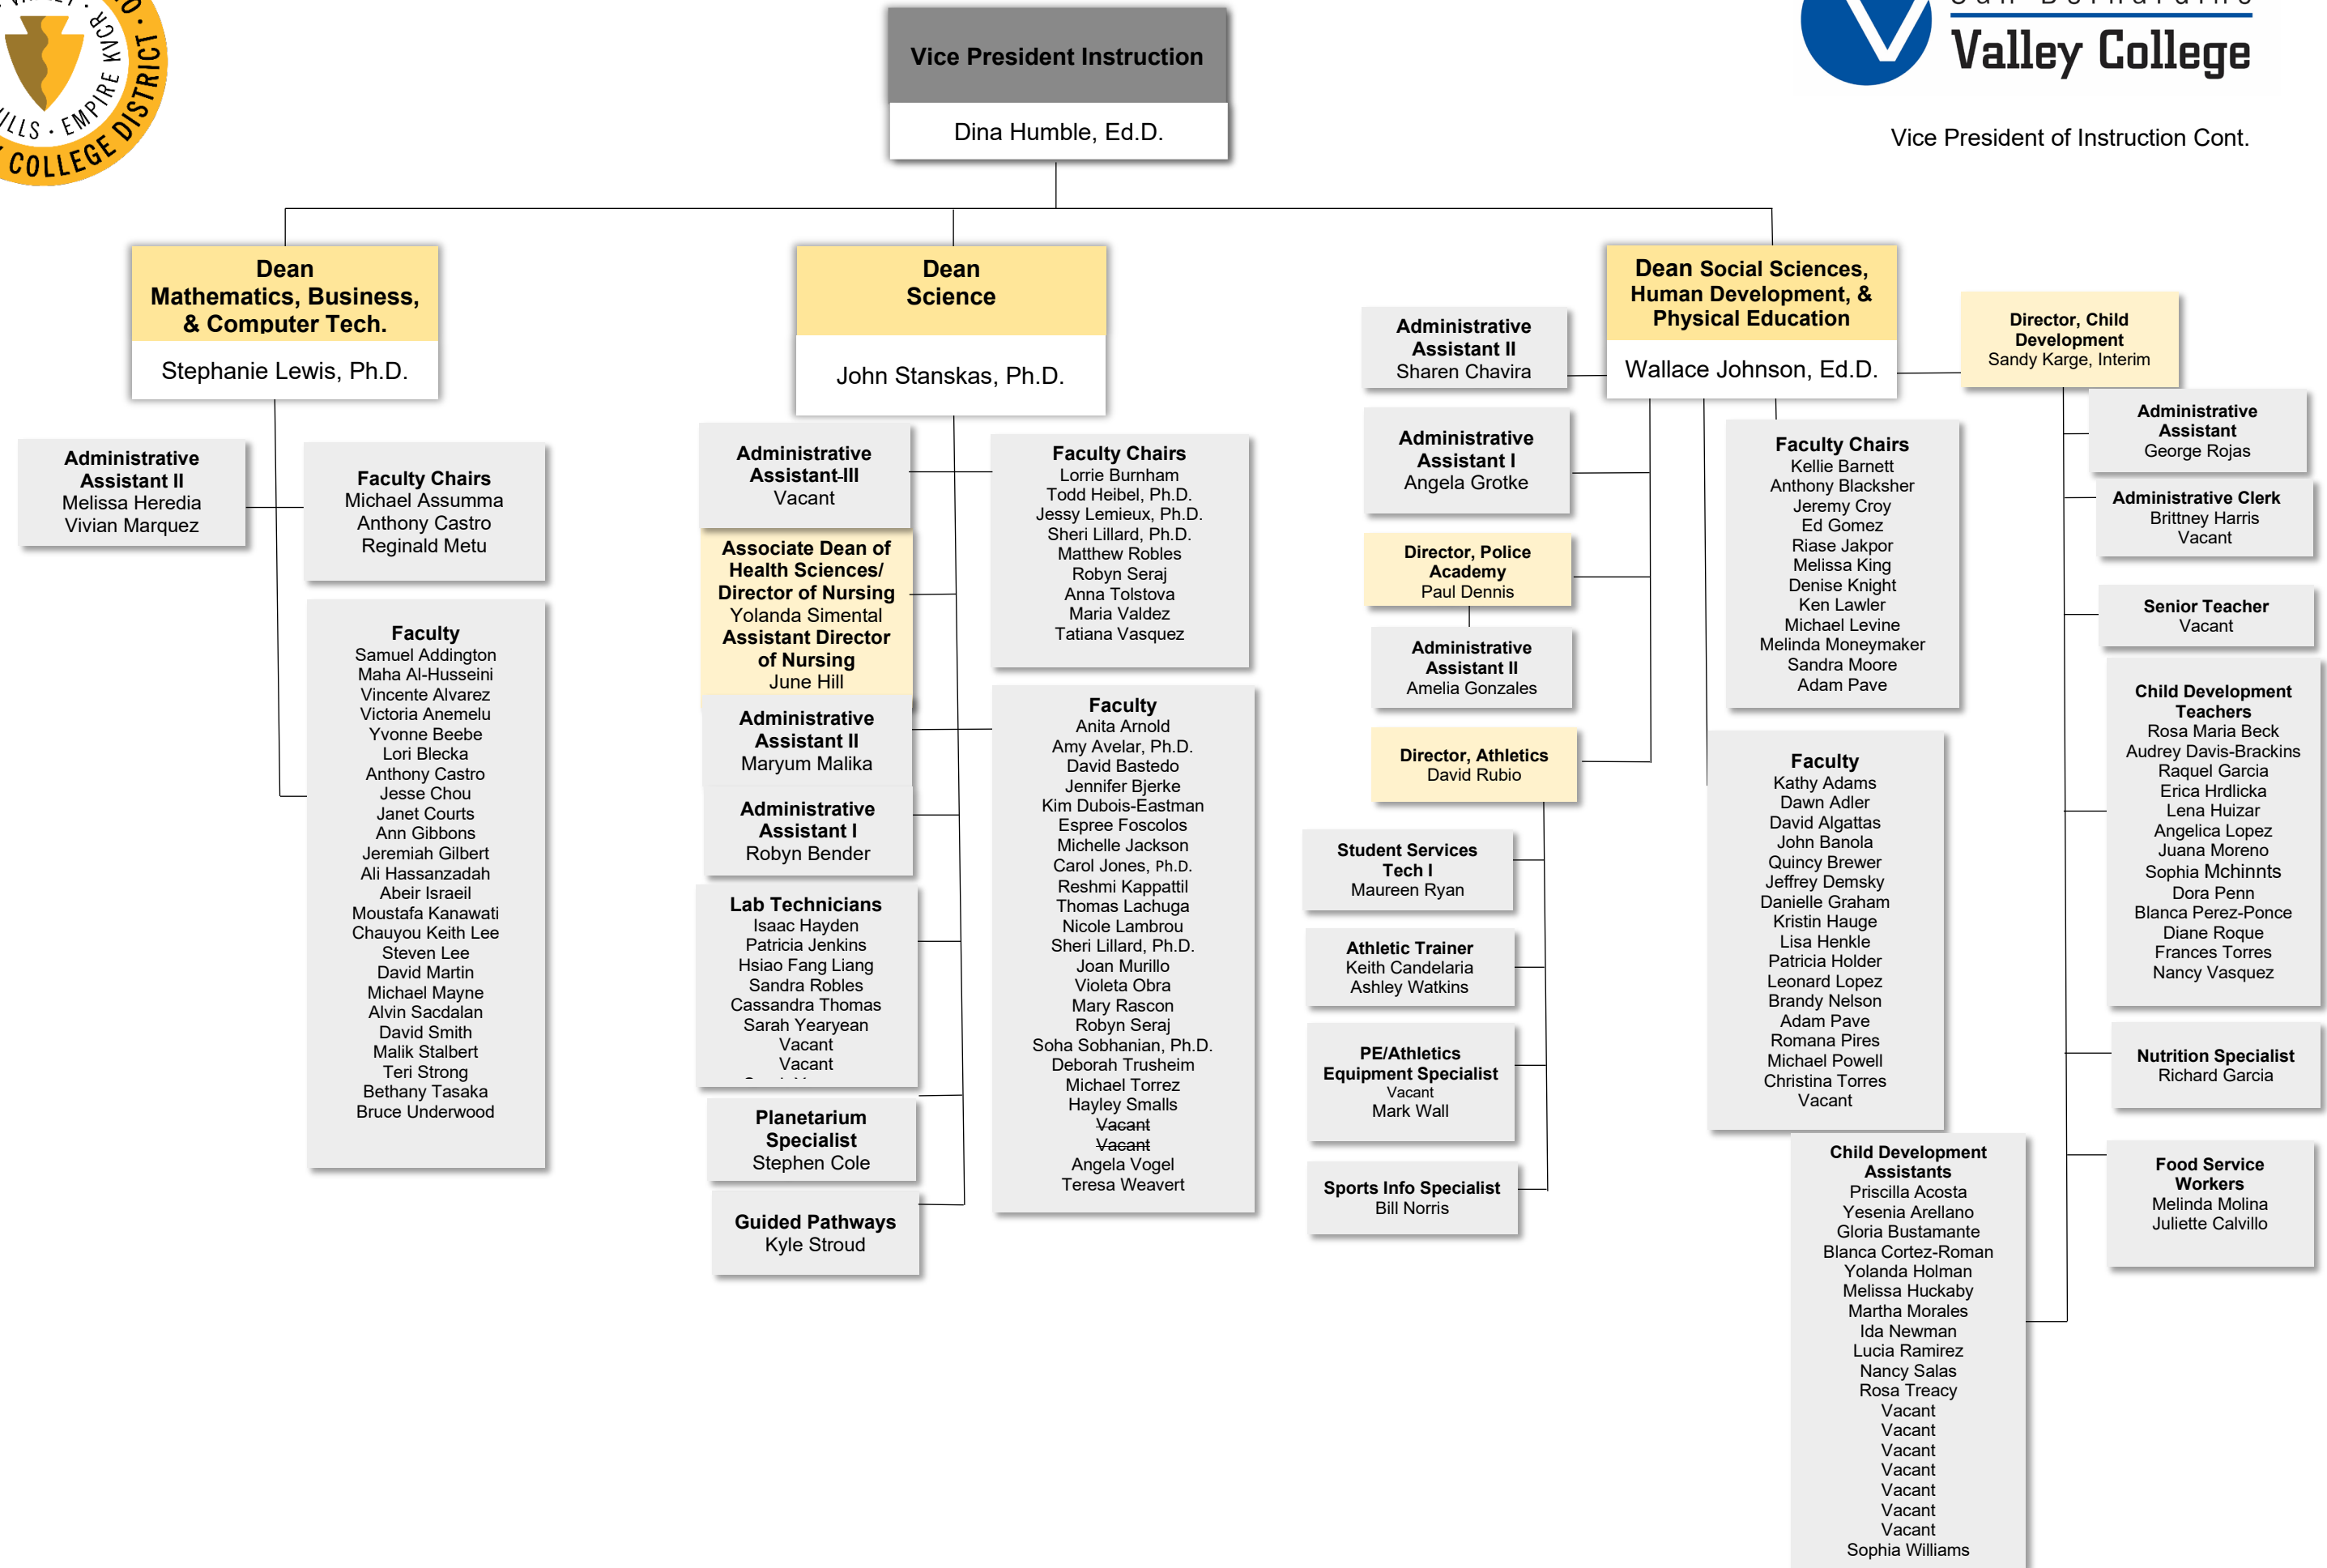 COLLEGE DISTRICT
EMPIRE KVCR
Valley College
Vice President of Instruction Cont.
Vice President Instruction
Dina Humble, Ed.D.
Dean
Mathematics, Business,
& Computer Tech.
Stephanie Lewis, Ph.D.
Administrative
Assistant II
Melissa Heredia
Vivian Marquez
Faculty Chairs
Michael Assumma
Anthony Castro
Reginald Metu
Faculty
Samuel Addington
Maha Al-Husseini
Vincente Alvarez
Victoria Anemelu
Yvonne Beebe
Lori Blecka
Anthony Castro
Jesse Chou
Janet Courts
Ann Gibbons
Jeremiah Gilbert
Ali Hassanzadah
Abeir Israeil
Moustafa Kanawati
Chauyou Keith Lee
Steven Lee
David Martin
Michael Mayne
Alvin Sacdalan
David Smith
Malik Stalbert
Teri Strong
Bethany Tasaka
Bruce Underwood
Dean
Science
John Stanskas, Ph.D.
Administrative
Assistant-III
Vacant
Associate Dean of
Health Sciences/
Director of Nursing
Yolanda Simental
Assistant Director
of Nursing
June Hill
Administrative
Assistant II
Maryum Malika
Administrative
Assistant I
Robyn Bender
Lab Technicians
Isaac Hayden
Patricia Jenkins
Hsiao Fang Liang
Sandra Robles
Cassandra Thomas
Sarah Yearyean
Vacant
Vacant
Planetarium
Specialist
Stephen Cole
Guided Pathways
Kyle Stroud
Faculty Chairs
Lorrie Burnham
Todd Heibel, Ph.D.
Jessy Lemieux, Ph.D.
Sheri Lillard, Ph.D.
Matthew Robles
Robyn Seraj
Anna Tolstova
Maria Valdez
Tatiana Vasquez
Faculty
Anita Arnold
Amy Avelar, Ph.D.
David Bastedo
Jennifer Bjerke
Kim Dubois-Eastman
Espree Foscolos
Michelle Jackson
Carol Jones, Ph.D.
Reshmi Kappattil
Thomas Lachuga
Nicole Lambrou
Sheri Lillard, Ph.D.
Joan Murillo
Violeta Obra
Mary Rascon
Robyn Seraj
Soha Sobhanian, Ph.D.
Deborah Trusheim
Michael Torrez
Hayley Smalls
Vacant
Vacant
Angela Vogel
Teresa Weavert
Dean Social Sciences,
Human Development, &
Physical Education
Wallace Johnson, Ed.D.
Administrative
Assistant II
Sharen Chavira
Administrative
Assistant I
Angela Grotke
Director, Police
Academy
Paul Dennis
Administrative
Assistant II
Amelia Gonzales
Director, Athletics
David Rubio
Student Services
Tech I
Maureen Ryan
Athletic Trainer
Keith Candelaria
Ashley Watkins
PE/Athletics
Equipment Specialist
Vacant
Mark Wall
Sports Info Specialist
Bill Norris
Faculty Chairs
Kellie Barnett
Anthony Blacksher
Jeremy Croy
Ed Gomez
Riase Jakpor
Melissa King
Denise Knight
Ken Lawler
Michael Levine
Melinda Moneymaker
Sandra Moore
Adam Pave
Faculty
Kathy Adams
Dawn Adler
David Algattas
John Banola
Quincy Brewer
Jeffrey Demsky
Danielle Graham
Kristin Hauge
Lisa Henkle
Patricia Holder
Leonard Lopez
Brandy Nelson
Adam Pave
Romana Pires
Michael Powell
Christina Torres
Vacant
Director, Child
Development
Sandy Karge, Interim
Administrative
Assistant
George Rojas
Administrative Clerk
Brittney Harris
Vacant
Senior Teacher
Vacant
Child Development
Teachers
Rosa Maria Beck
Audrey Davis-Brackins
Raquel Garcia
Erica Hrdlicka
Lena Huizar
Angelica Lopez
Juana Moreno
Sophia Mchinnts
Dora Penn
Blanca Perez-Ponce
Diane Roque
Frances Torres
Nancy Vasquez
Nutrition Specialist
Richard Garcia
Food Service
Workers
Melinda Molina
Juliette Calvillo
Child Development
Assistants
Priscilla Acosta
Yesenia Arellano
Gloria Bustamante
Blanca Cortez-Roman
Yolanda Holman
Melissa Huckaby
Martha Morales
Ida Newman
Lucia Ramirez
Nancy Salas
Rosa Treacy
Vacant
Vacant
Vacant
Vacant
Vacant
Vacant
Vacant
Sophia Williams